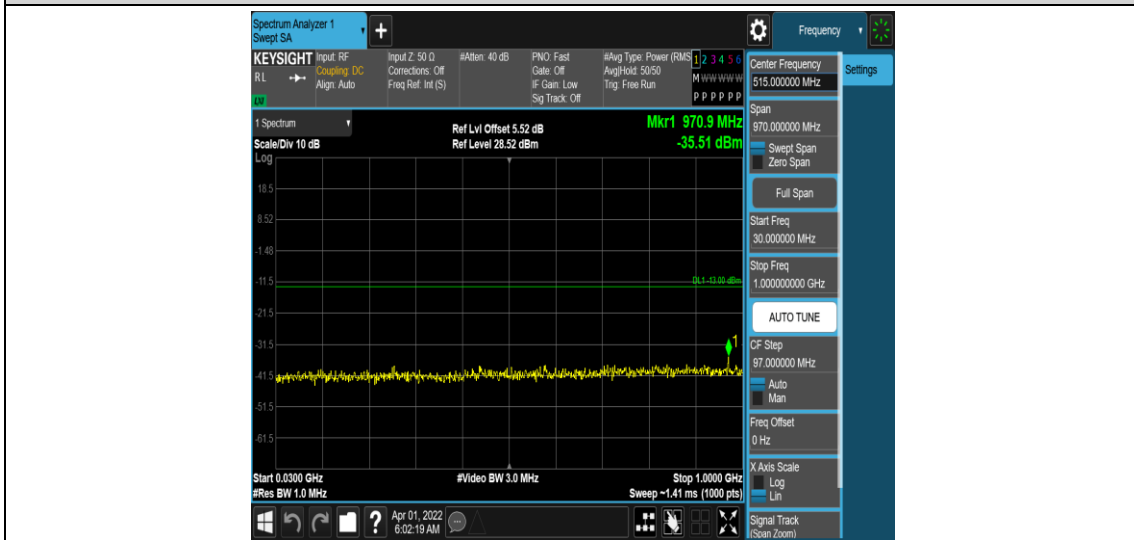 Spectrum Analyzer 1
Swept SA
+
Frequency
KEYSIGHT
RL
LXI
Input: RF
Coupling: DC
Align: Auto
Input Z: 50 Ω
Corrections: Off
Freq Ref: Int (S)
#Atten: 40 dB
PNO: Fast
Gate: Off
IF Gain: Low
Sig Track: Off
#Avg Type: Power (RMS
Avg|Hold: 50/50
Trig: Free Run
1 2 3 4 5 6
M W W W W W
P P P P P P
1 Spectrum
Scale/Div 10 dB
Ref Lvl Offset 5.52 dB
Ref Level 28.52 dBm
Mkr1 970.9 MHz
-35.51 dBm
Log
18.5
8.52
-1.48
-11.5
DL1 -13.00 dBm
-21.5
-31.5
1
-41.5
-51.5
-61.5
Start 0.0300 GHz
#Res BW 1.0 MHz
#Video BW 3.0 MHz
Stop 1.0000 GHz
Sweep ~1.41 ms (1000 pts)
?
Apr 01, 2022
6:02:19 AM
Center Frequency
515.000000 MHz
Settings
Span
970.000000 MHz
Swept Span
Zero Span
Full Span
Start Freq
30.000000 MHz
Stop Freq
1.000000000 GHz
AUTO TUNE
CF Step
97.000000 MHz
Auto
Man
Freq Offset
0 Hz
X Axis Scale
Log
Lin
Signal Track
(Span Zoom)